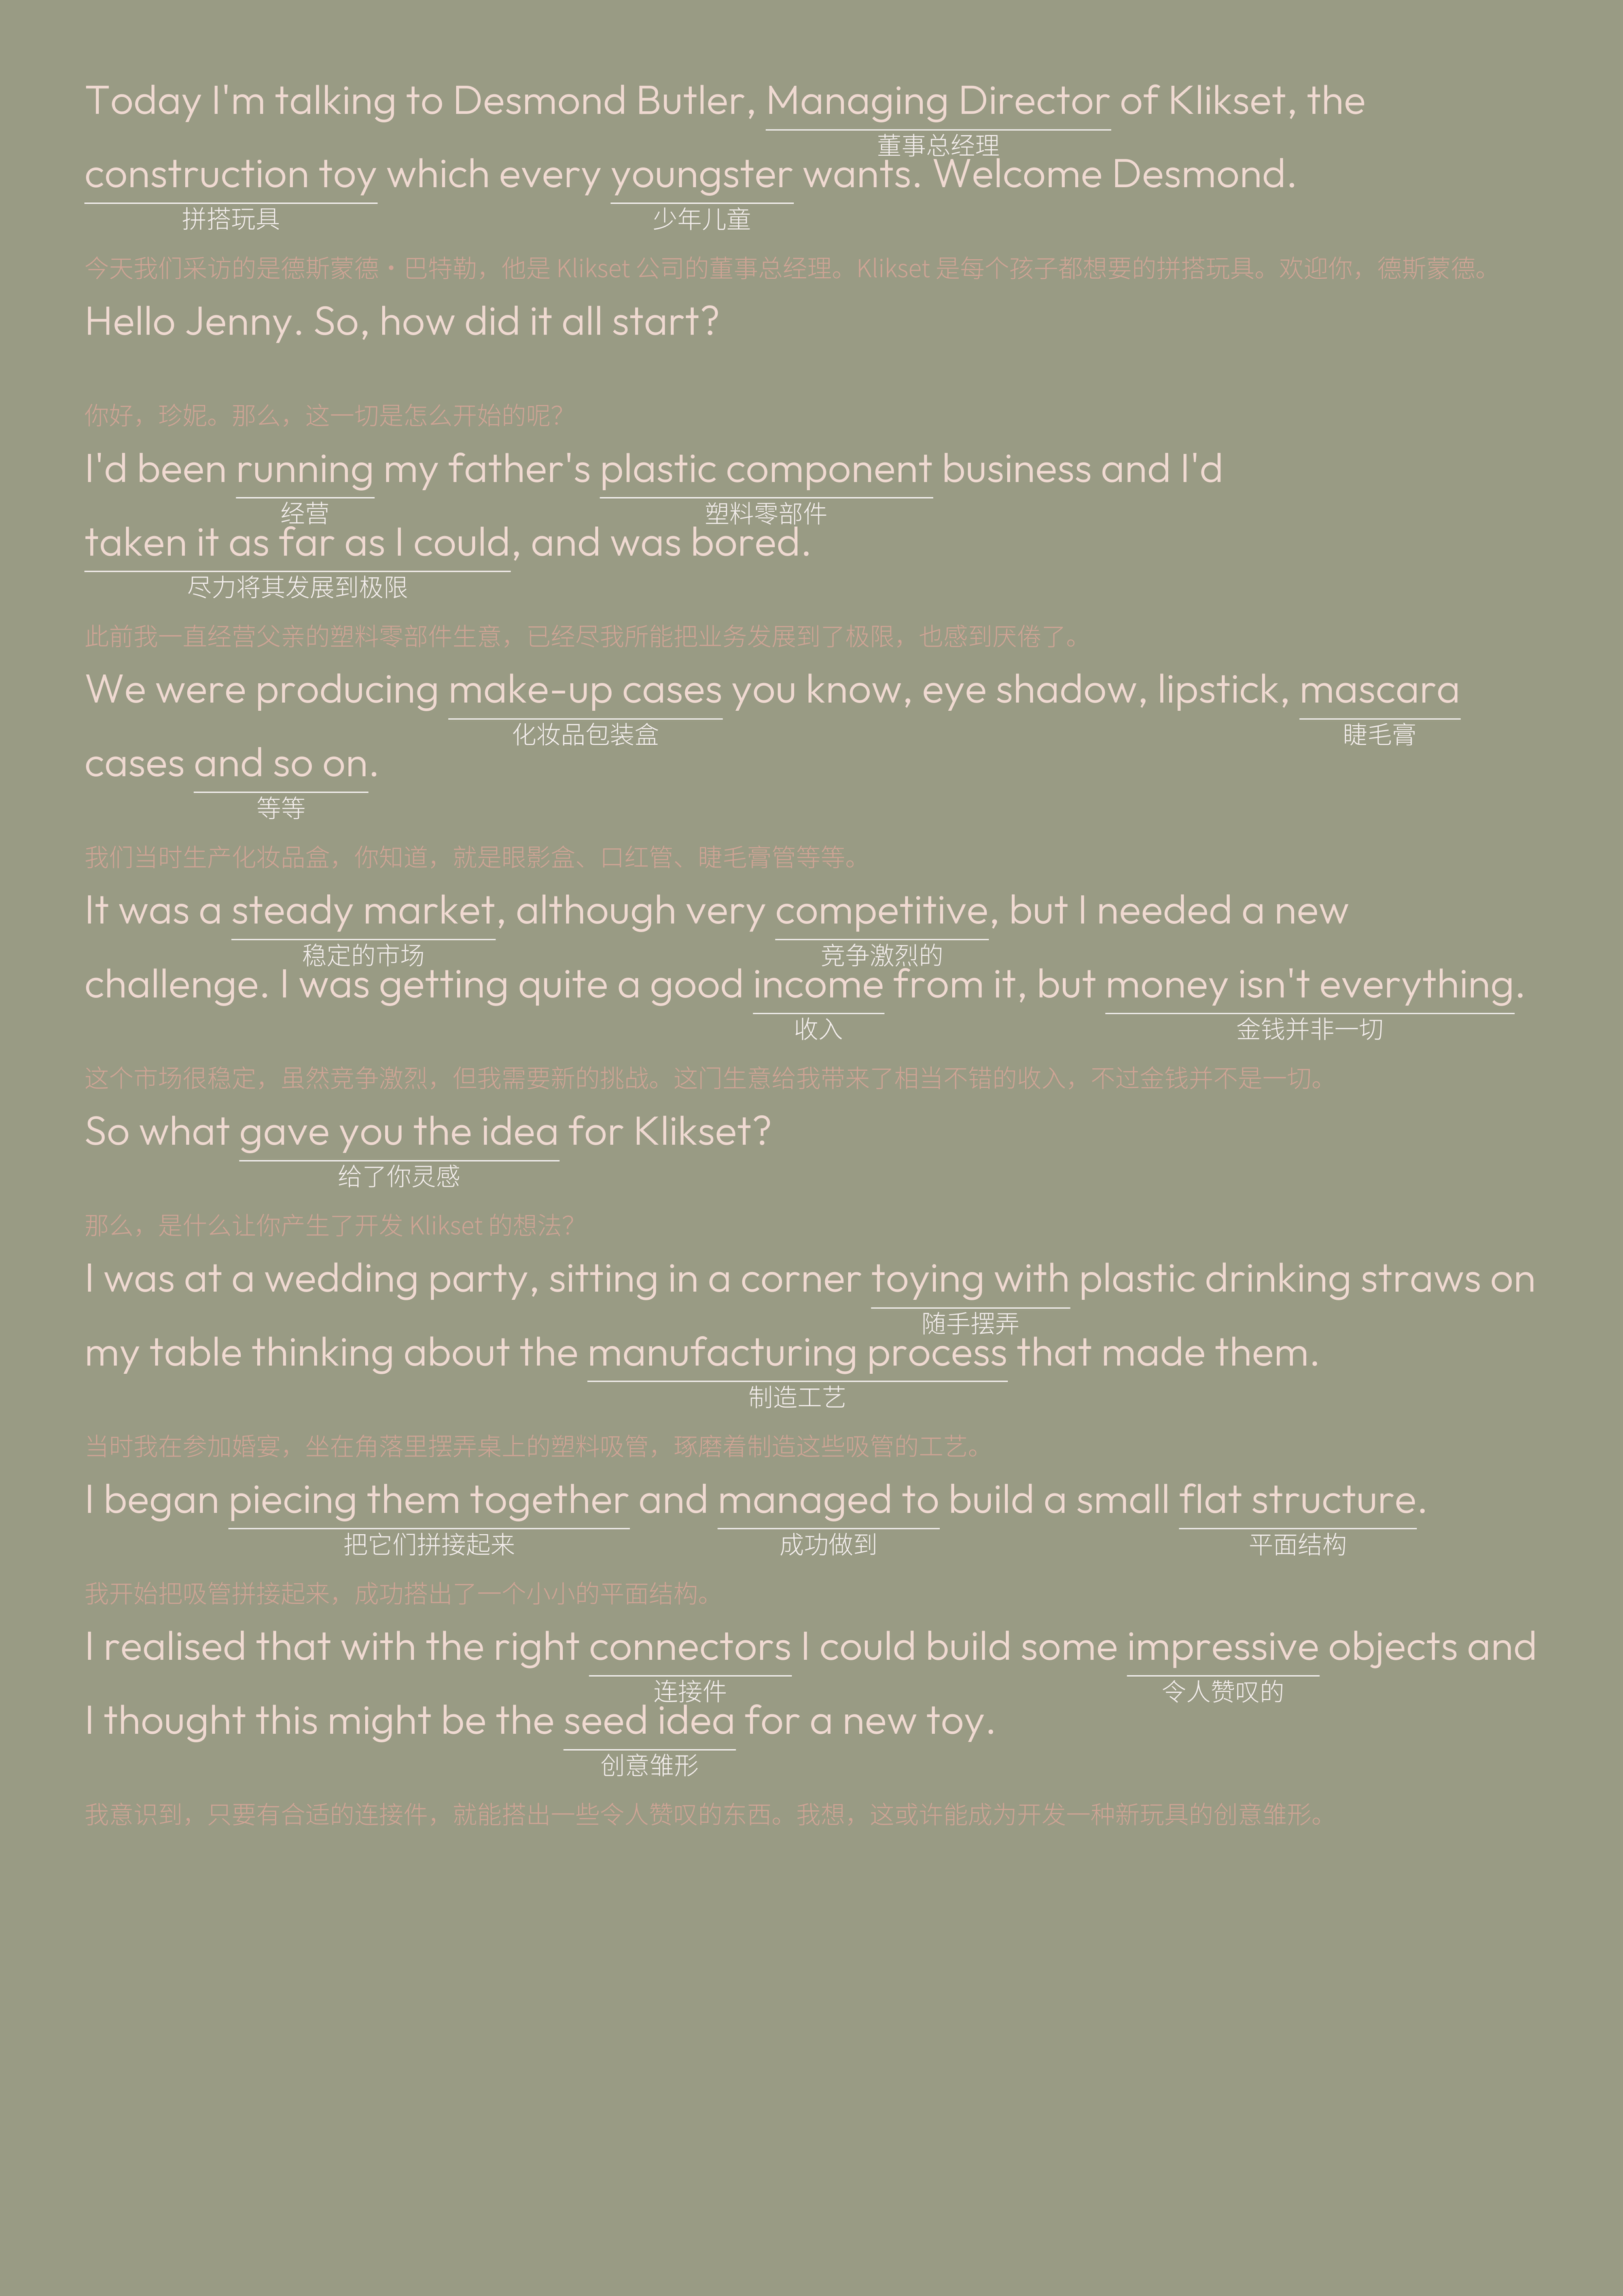 Today I'm talking to Desmond Butler, Managing Director of Klikset, the
董事总经理
construction toy which every youngster wants. Welcome Desmond.
拼搭玩具 少年儿童
今天我们采访的是德斯蒙德·巴特勒，他是 Klikset 公司的董事总经理。Klikset 是每个孩子都想要的拼搭玩具。欢迎你，德斯蒙德。
Hello Jenny. So, how did it all start?
你好，珍妮。那么，这一切是怎么开始的呢？
I'd been running my father's plastic component business and I'd
经营 塑料零部件
taken it as far as I could, and was bored.
尽力将其发展到极限
此前我一直经营父亲的塑料零部件生意，已经尽我所能把业务发展到了极限，也感到厌倦了。
We were producing make-up cases you know, eye shadow, lipstick, mascara
化妆品包装盒 睫毛膏
cases and so on.
等等
我们当时生产化妆品盒，你知道，就是眼影盒、口红管、睫毛膏管等等。
It was a steady market, although very competitive, but I needed a new
稳定的市场 竞争激烈的
challenge. I was getting quite a good income from it, but money isn't everything.
收入 金钱并非一切
这个市场很稳定，虽然竞争激烈，但我需要新的挑战。这门生意给我带来了相当不错的收入，不过金钱并不是一切。
So what gave you the idea for Klikset?
给了你灵感
那么，是什么让你产生了开发 Klikset 的想法？
I was at a wedding party, sitting in a corner toying with plastic drinking straws on
随手摆弄
my table thinking about the manufacturing process that made them.
制造工艺
当时我在参加婚宴，坐在角落里摆弄桌上的塑料吸管，琢磨着制造这些吸管的工艺。
I began piecing them together and managed to build a small flat structure.
把它们拼接起来 成功做到 平面结构
我开始把吸管拼接起来，成功搭出了一个小小的平面结构。
I realised that with the right connectors I could build some impressive objects and
连接件 令人赞叹的
I thought this might be the seed idea for a new toy.
创意雏形
我意识到，只要有合适的连接件，就能搭出一些令人赞叹的东西。我想，这或许能成为开发一种新玩具的创意雏形。